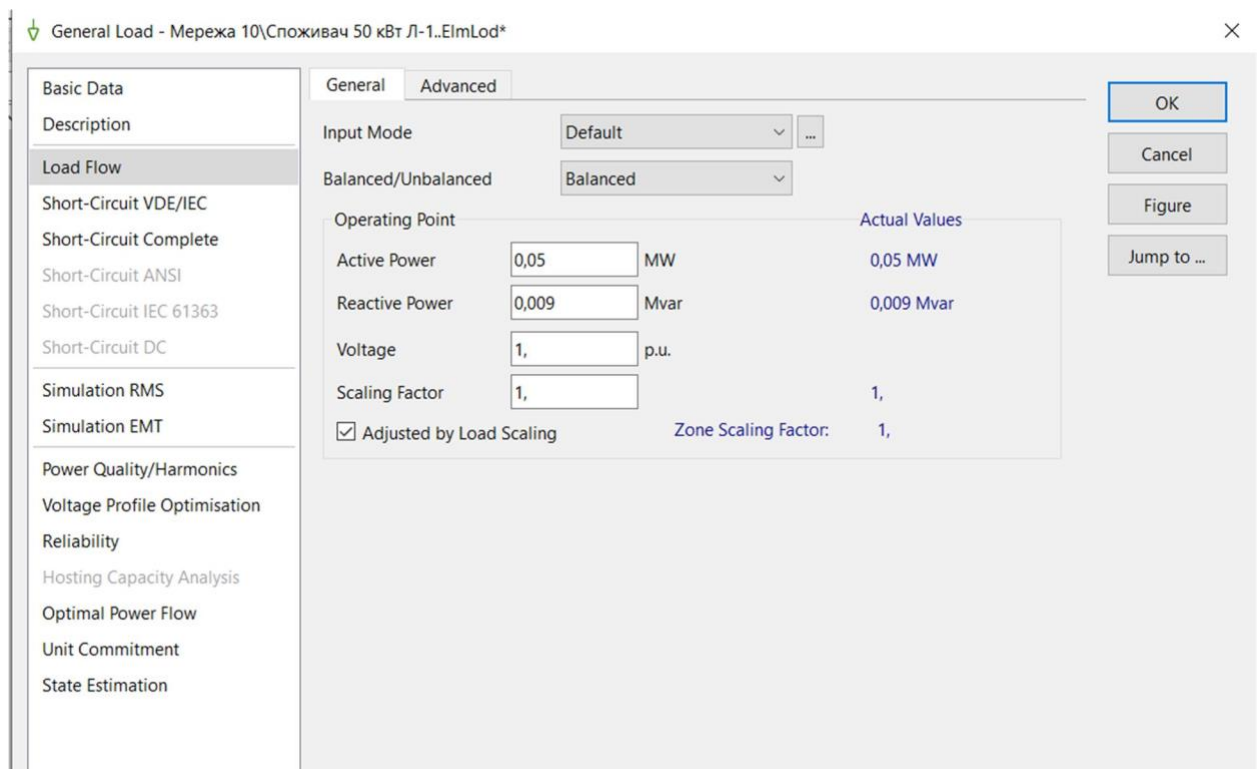 General Load - Мережа 10\Споживач 50 кВт Л-1..ElmLod*
Basic Data
Description
Load Flow
Short-Circuit VDE/IEC
Short-Circuit Complete
Short-Circuit ANSI
Short-Circuit IEC 61363
Short-Circuit DC
Simulation RMS
Simulation EMT
Power Quality/Harmonics
Voltage Profile Optimisation
Reliability
Hosting Capacity Analysis
Optimal Power Flow
Unit Commitment
State Estimation
General Advanced
Input Mode Default ...
Balanced/Unbalanced Balanced
Operating Point Actual Values
Active Power 0,05 MW 0,05 MW
Reactive Power 0,009 Mvar 0,009 Mvar
Voltage 1, p.u.
Scaling Factor 1, 1,
Adjusted by Load Scaling Zone Scaling Factor: 1,
OK
Cancel
Figure
Jump to ...